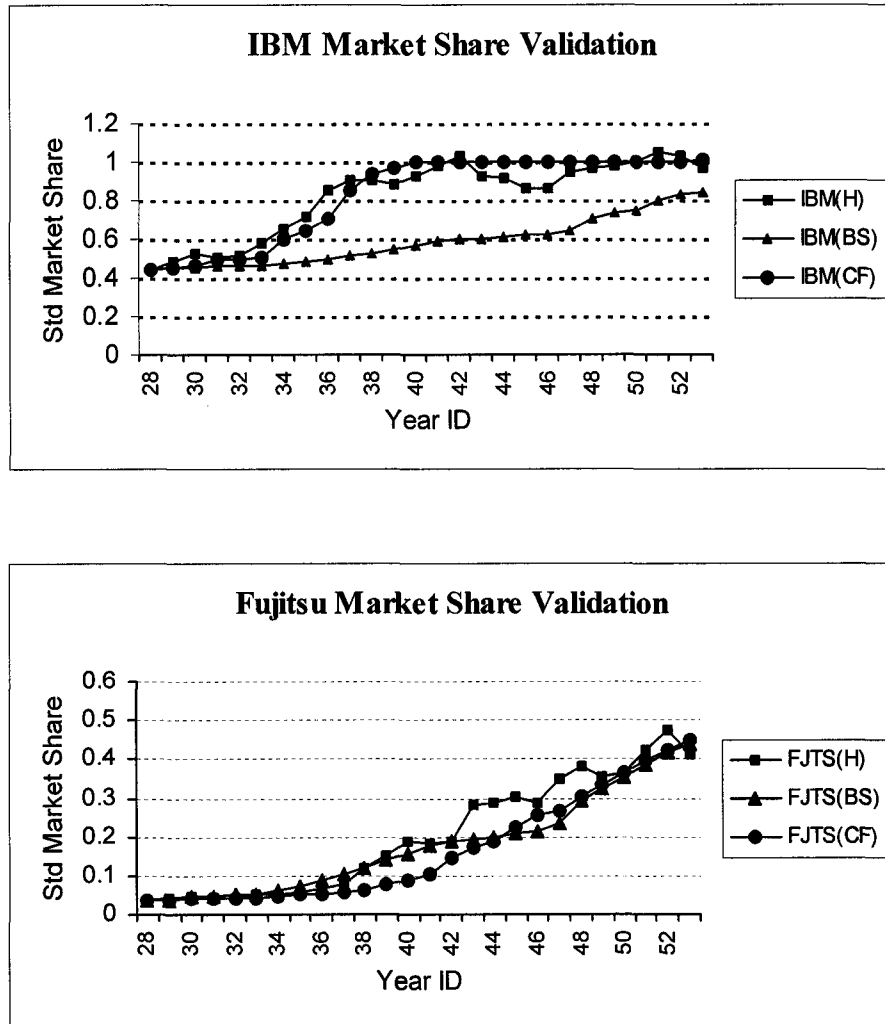 IBM Market Share Validation
Std Market Share
1.2
1
0.8
0.6
0.4
0.2
0
28 30 32 34 36 38 40 42 44 46 48 50 52
Year ID
IBM(H)
IBM(BS)
IBM(CF)
Fujitsu Market Share Validation
Std Market Share
0.6
0.5
0.4
0.3
0.2
0.1
0
28 30 32 34 36 38 40 42 44 46 48 50 52
Year ID
FJTS(H)
FJTS(BS)
FJTS(CF)